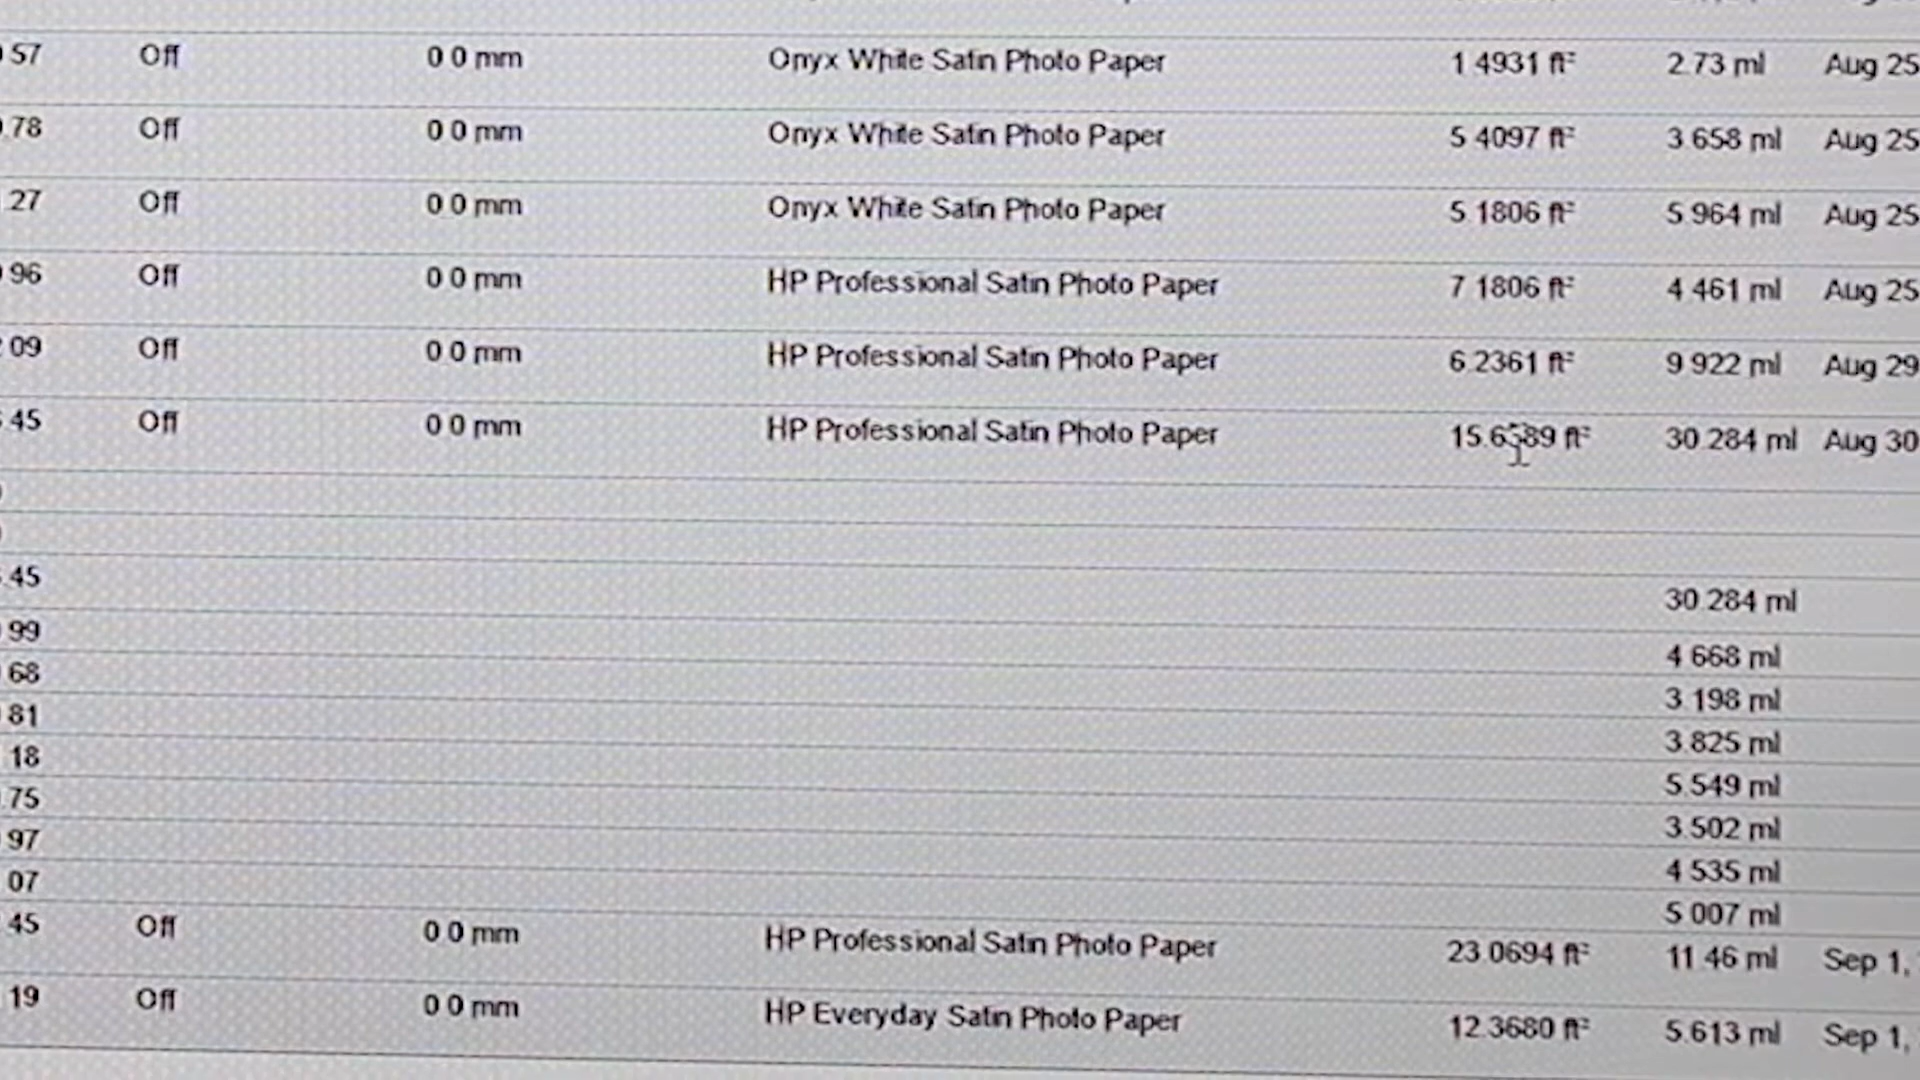 57 Off 0 0 mm Onyx White Satin Photo Paper 1 4931 ft² 2 73 ml Aug 25
78 Off 0 0 mm Onyx White Satin Photo Paper 5 4097 ft² 3 658 ml Aug 25
27 Off 0 0 mm Onyx White Satin Photo Paper 5 1806 ft² 5 964 ml Aug 25
96 Off 0 0 mm HP Professional Satin Photo Paper 7 1806 ft² 4 461 ml Aug 25
09 Off 0 0 mm HP Professional Satin Photo Paper 6.2361 ft² 9 922 ml Aug 29
45 Off 0 0 mm HP Professional Satin Photo Paper ft² 30 284 ml Aug 30
45 30 284 ml
99 4 668 ml
68 3 198 ml
81 3 825 ml
18 5 549 ml
75 3 502 ml
97 4 535 ml
07 5 007 ml
45 Off 0 0 mm HP Professional Satin Photo Paper 23 0694 ft² 11 46 ml Sep 1,
19 Off 0 0 mm HP Everyday Satin Photo Paper 12.3680 ft² 5.613 ml Sep 1,